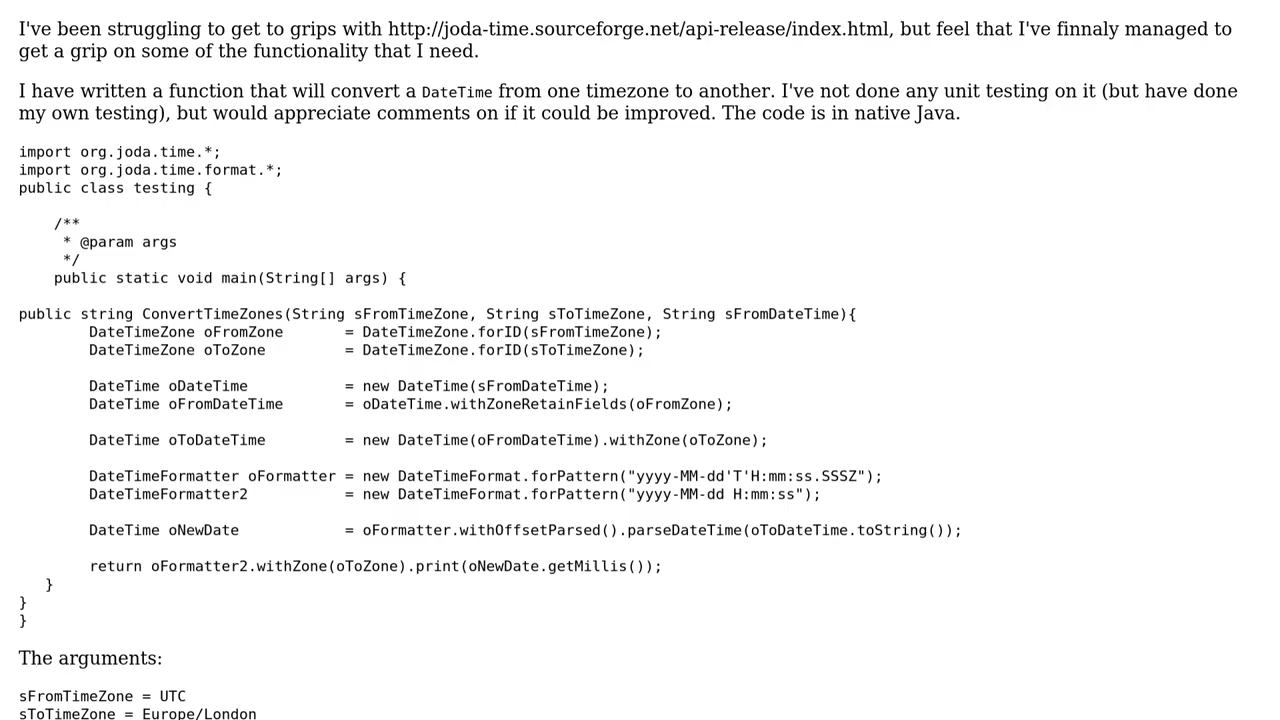 I've been struggling to get to grips with http://joda-time.sourceforge.net/api-release/index.html, but feel that I've finnaly managed to
get a grip on some of the functionality that I need.
I have written a function that will convert a DateTime from one timezone to another. I've not done any unit testing on it (but have done
my own testing), but would appreciate comments on if it could be improved. The code is in native Java.
import org.joda.time.*;
import org.joda.time.format.*;
public class testing {
    /**
     * @param args
     */
    public static void main(String[] args) {
public string ConvertTimeZones(String sFromTimeZone, String sToTimeZone, String sFromDateTime){
        DateTimeZone oFromZone       = DateTimeZone.forID(sFromTimeZone);
        DateTimeZone oToZone         = DateTimeZone.forID(sToTimeZone);
        DateTime oDateTime           = new DateTime(sFromDateTime);
        DateTime oFromDateTime       = oDateTime.withZoneRetainFields(oFromZone);
        DateTime oToDateTime         = new DateTime(oFromDateTime).withZone(oToZone);
        DateTimeFormatter oFormatter = new DateTimeFormat.forPattern("yyyy-MM-dd'T'H:mm:ss.SSSZ");
        DateTimeFormatter2           = new DateTimeFormat.forPattern("yyyy-MM-dd H:mm:ss");
        DateTime oNewDate            = oFormatter.withOffsetParsed().parseDateTime(oToDateTime.toString());
        return oFormatter2.withZone(oToZone).print(oNewDate.getMillis());
   }
}
}
The arguments:
sFromTimeZone = UTC
sToTimeZone = Europe/London